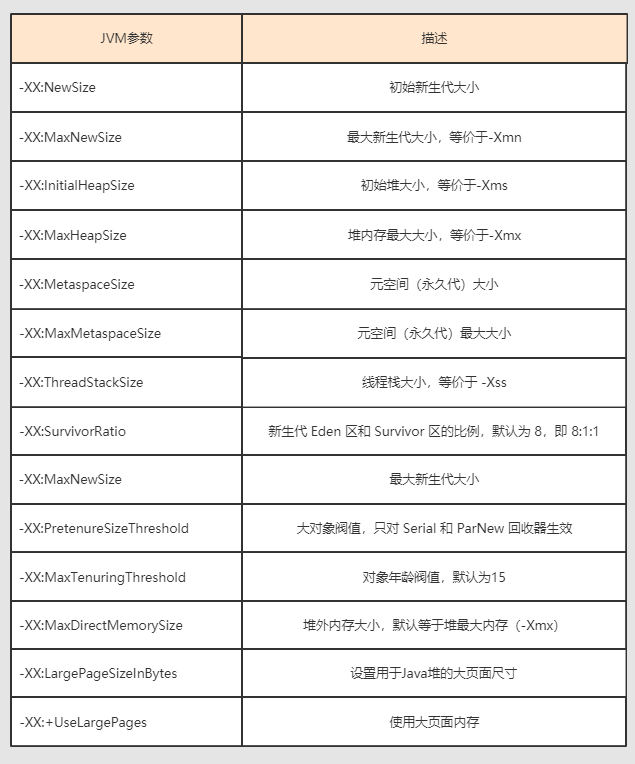 JVM参数 描述
-XX:NewSize 初始新生代大小
-XX:MaxNewSize 最大新生代大小，等价于-Xmn
-XX:InitialHeapSize 初始堆大小，等价于-Xms
-XX:MaxHeapSize 堆内存最大大小，等价于-Xmx
-XX:MetaspaceSize 元空间（永久代）大小
-XX:MaxMetaspaceSize 元空间（永久代）最大大小
-XX:ThreadStackSize 线程栈大小，等价于 -Xss
-XX:SurvivorRatio 新生代 Eden 区和 Survivor 区的比例，默认为 8，即 8:1:1
-XX:MaxNewSize 最大新生代大小
-XX:PretenureSizeThreshold 大对象阀值，只对 Serial 和 ParNew 回收器生效
-XX:MaxTenuringThreshold 对象年龄阀值，默认为15
-XX:MaxDirectMemorySize 堆外内存大小，默认等于堆最大内存（-Xmx）
-XX:LargePageSizeInBytes 设置用于Java堆的大页面尺寸
-XX:+UseLargePages 使用大页面内存